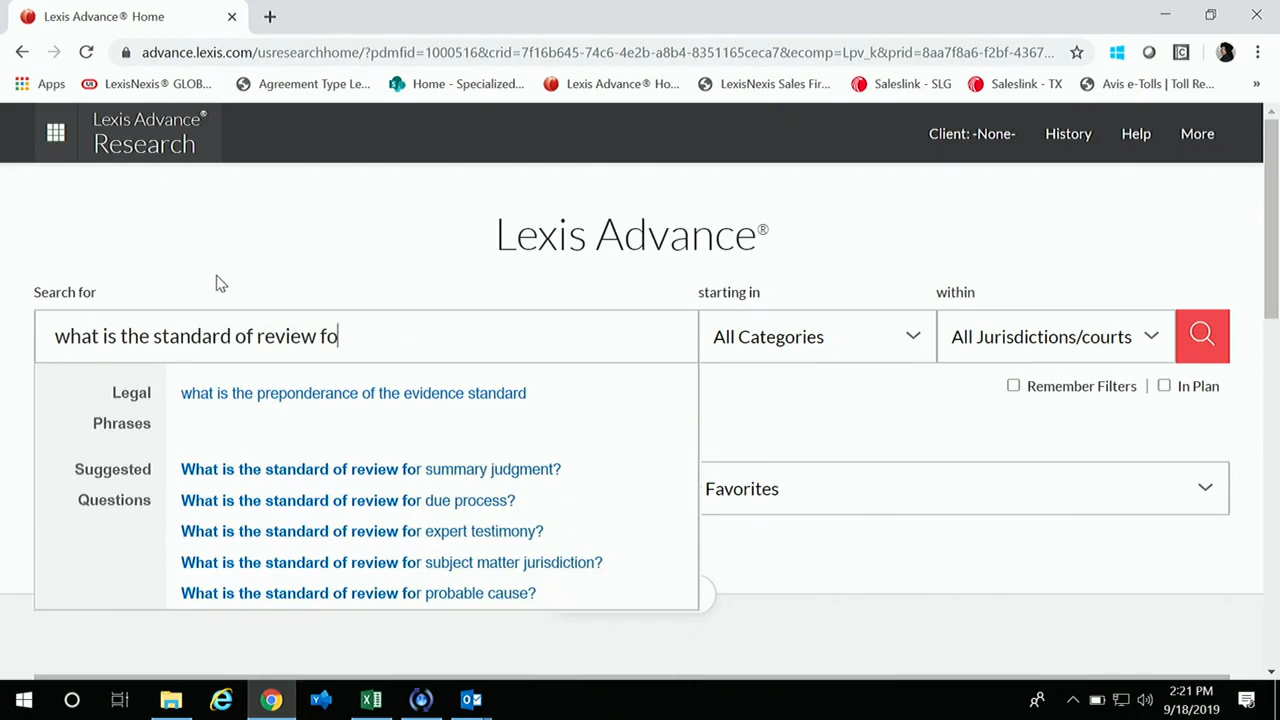 Lexis Advance® Home
advance.lexis.com/usresearchhome/?pdmfid=1000516&crid=7f16b645-74c6-4e2b-a8b4-8351165ceca7&ecomp=Lpv_k&prid=8aa7f8a6-f2bf-4367...
Apps LexisNexis® GLOB... Agreement Type Le... Home - Specialized... Lexis Advance® Ho... LexisNexis Sales Fir... Saleslink - SLG Saleslink - TX Avis e-Tolls | Toll Re... »
Lexis Advance®
Research
Client: -None- History Help More
Lexis Advance®
Search for starting in within
what is the standard of review fo All Categories All Jurisdictions/courts
Remember Filters | In Plan
Legal Phrases what is the preponderance of the evidence standard
Suggested Questions What is the standard of review for summary judgment?
What is the standard of review for due process?
What is the standard of review for expert testimony?
What is the standard of review for subject matter jurisdiction?
What is the standard of review for probable cause?
Favorites
2:21 PM
9/18/2019